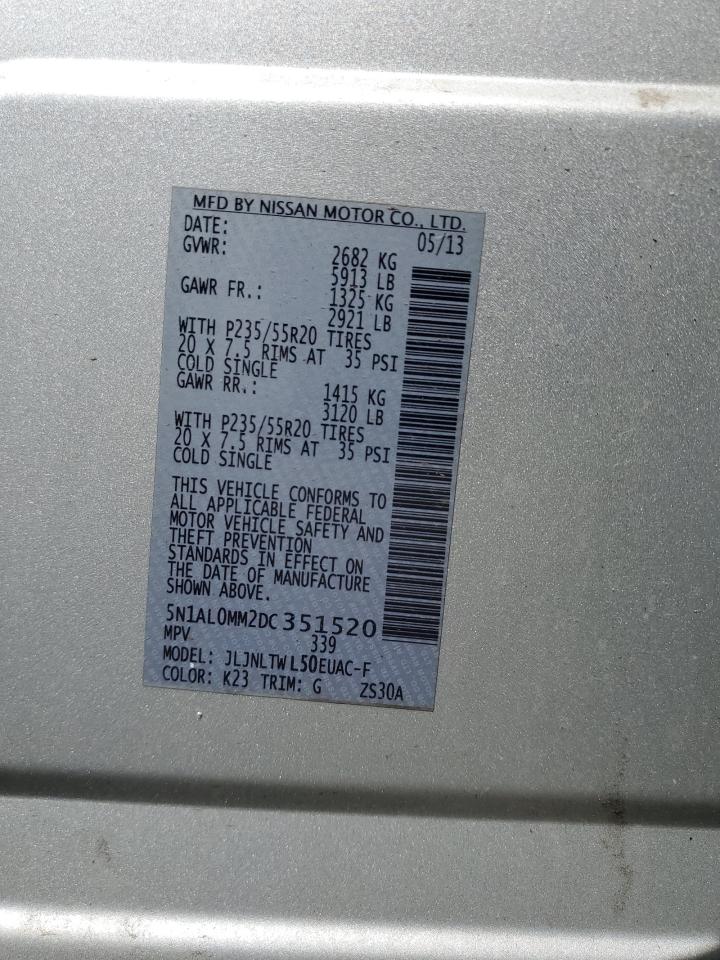 MFD BY NISSAN MOTOR CO., LTD.
DATE: 05/13
GVWR: 2682 KG
5913 LB
GAWR FR.: 1325 KG
2921 LB
WITH P235/55R20 TIRES
20 X 7.5 RIMS AT 35 PSI
COLD SINGLE
GAWR RR.: 1415 KG
3120 LB
WITH P235/55R20 TIRES
20 X 7.5 RIMS AT 35 PSI
COLD SINGLE
THIS VEHICLE CONFORMS TO
ALL APPLICABLE FEDERAL
MOTOR VEHICLE SAFETY AND
THEFT PREVENTION
STANDARDS IN EFFECT ON
THE DATE OF MANUFACTURE
SHOWN ABOVE.
5N1AL0MM2DC351520
MPV 339
MODEL: JLJNLTWL50EUAC-F
COLOR: K23 TRIM: G ZS30A